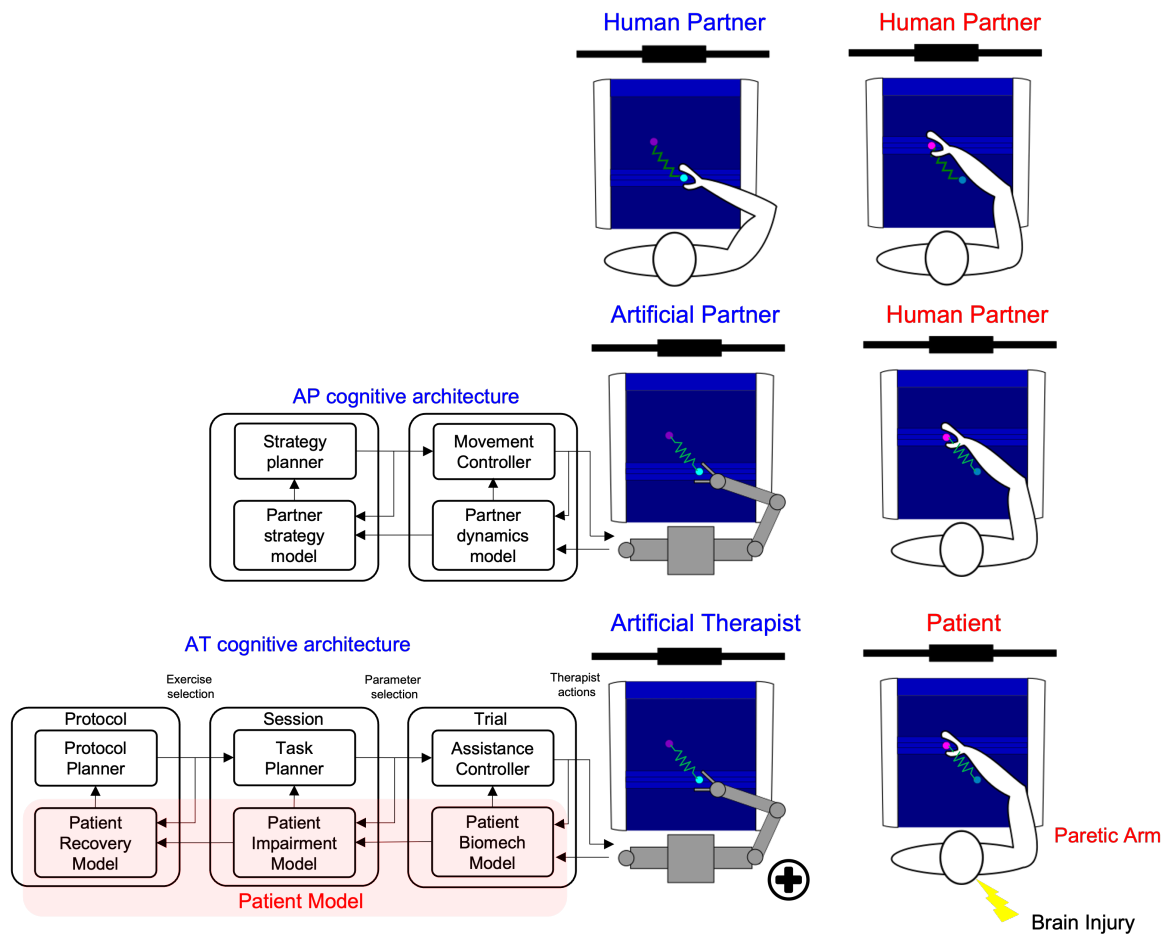 Human Partner
Human Partner
Artificial Partner
Human Partner
AP cognitive architecture
Strategy
planner
Movement
Controller
Partner
strategy
model
Partner
dynamics
model
Artificial Therapist
Patient
AT cognitive architecture
Exercise
selection
Parameter
selection
Therapist
actions
Protocol
Session
Trial
Protocol
Planner
Task
Planner
Assistance
Controller
Patient
Recovery
Model
Patient
Impairment
Model
Patient
Biomech
Model
Patient Model
Paretic Arm
Brain Injury